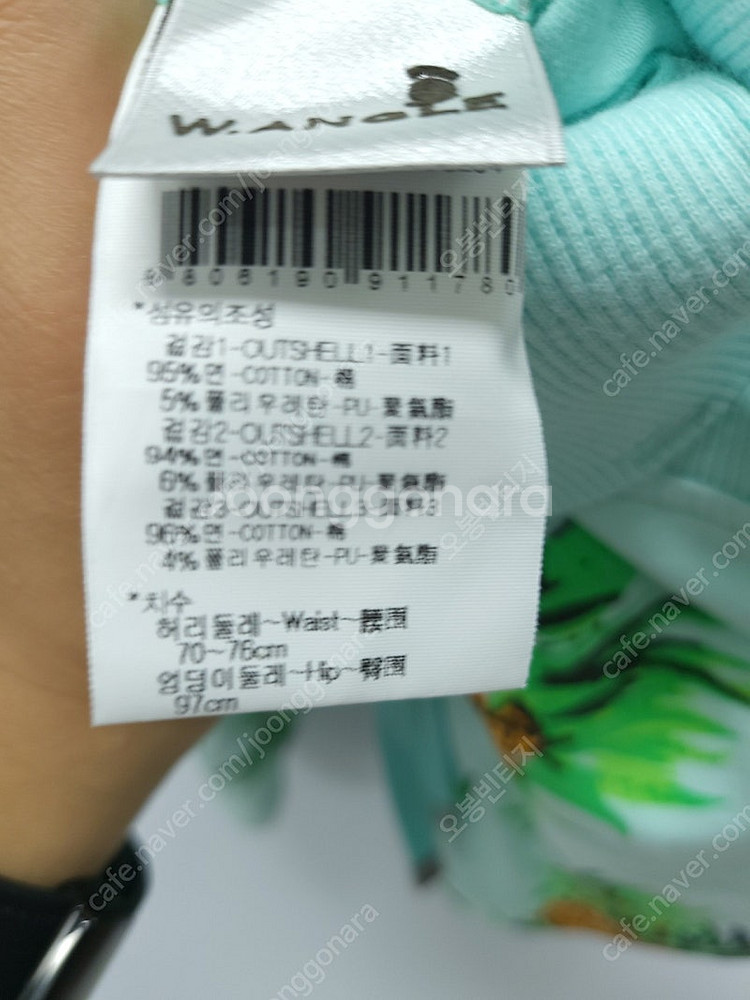 W.ANGLE
8 806190 911780
*섬유의조성
겉감1-OUTSHELL1-面料1
95% 면-COTTON-棉
5% 폴리우레탄-PU-聚氨酯
겉감2-OUTSHELL2-面料2
94% 면-COTTON-棉
6% 폴리우레탄-PU-聚氨酯
겉감3-OUTSHELL3-面料3
96% 면-COTTON-棉
4% 폴리우레탄-PU-聚氨酯
*치수
허리둘레~Waist~腰围
70~76cm
엉덩이둘레~Hip~臀围
97cm
joonggonara
cafe.naver.com/joonggonara
오봉빈티지